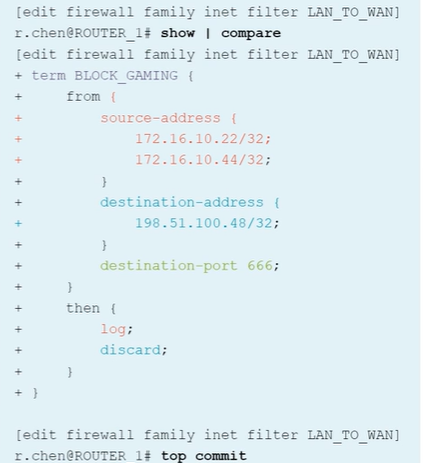 [edit firewall family inet filter LAN_TO_WAN]
r.chen@ROUTER_1# show | compare
[edit firewall family inet filter LAN_TO_WAN]
+ term BLOCK_GAMING {
+     from {
+         source-address {
+             172.16.10.22/32;
+             172.16.10.44/32;
+         }
+         destination-address {
+             198.51.100.48/32;
+         }
+         destination-port 666;
+     }
+     then {
+         log;
+         discard;
+     }
+ }
[edit firewall family inet filter LAN_TO_WAN]
r.chen@ROUTER_1# top commit